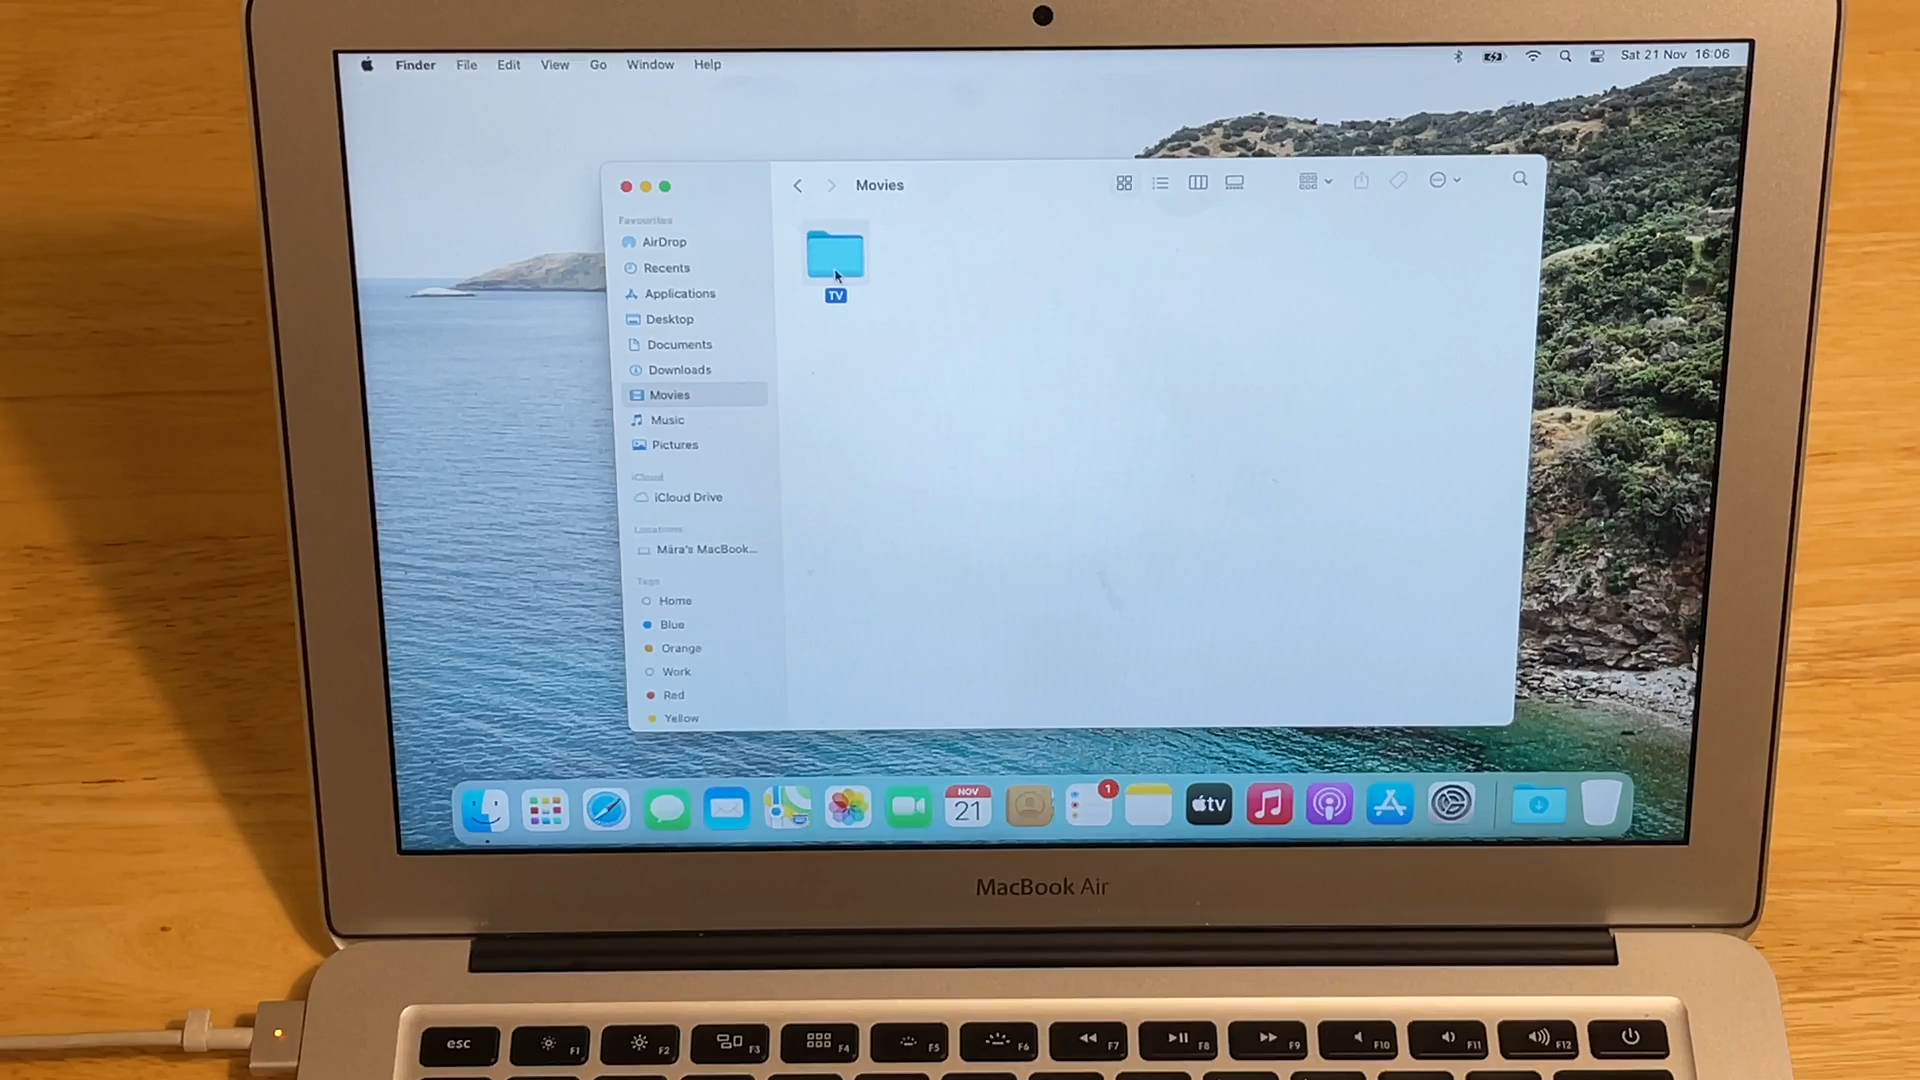 Finder File Edit View Go Window Help
Sat 21 Nov 16:06
Movies
Favourites
AirDrop
Recents
Applications
Desktop
Documents
Downloads
Movies
Music
Pictures
iCloud
iCloud Drive
Locations
Māra's MacBook...
Tags
Home
Blue
Orange
Work
Red
Yellow
TV
NOV
21
1
tv
MacBook Air
esc F1 F2 F3 F4 F5 F6 F7 F8 F9 F10 F11 F12